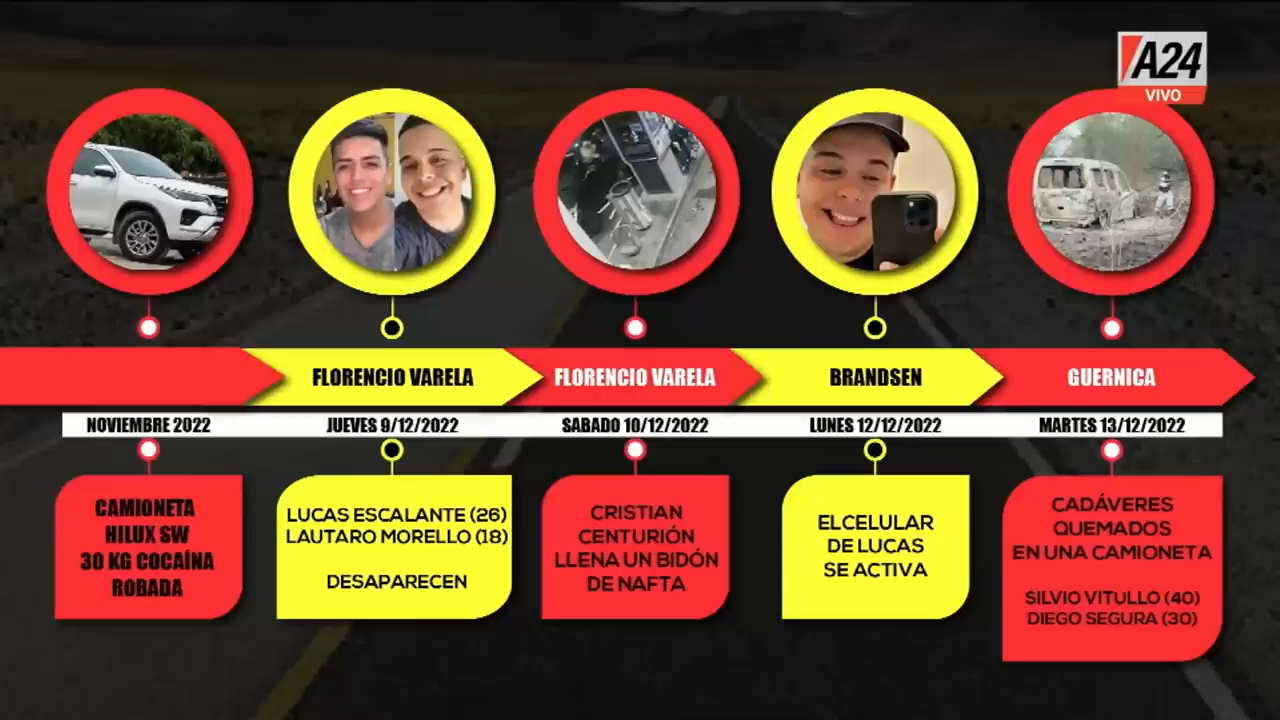 A24
VIVO
FLORENCIO VARELA
FLORENCIO VARELA
BRANDSEN
GUERNICA
NOVIEMBRE 2022
JUEVES 9/12/2022
SABADO 10/12/2022
LUNES 12/12/2022
MARTES 13/12/2022
CAMIONETA
HILUX SW
30 KG COCAÍNA
ROBADA
LUCAS ESCALANTE (26)
LAUTARO MORELLO (18)
DESAPARECEN
CRISTIAN
CENTURIÓN
LLENA UN BIDÓN
DE NAFTA
EL CELULAR
DE LUCAS
SE ACTIVA
CADÁVERES
QUEMADOS
EN UNA CAMIONETA
SILVIO VITULLO (40)
DIEGO SEGURA (30)